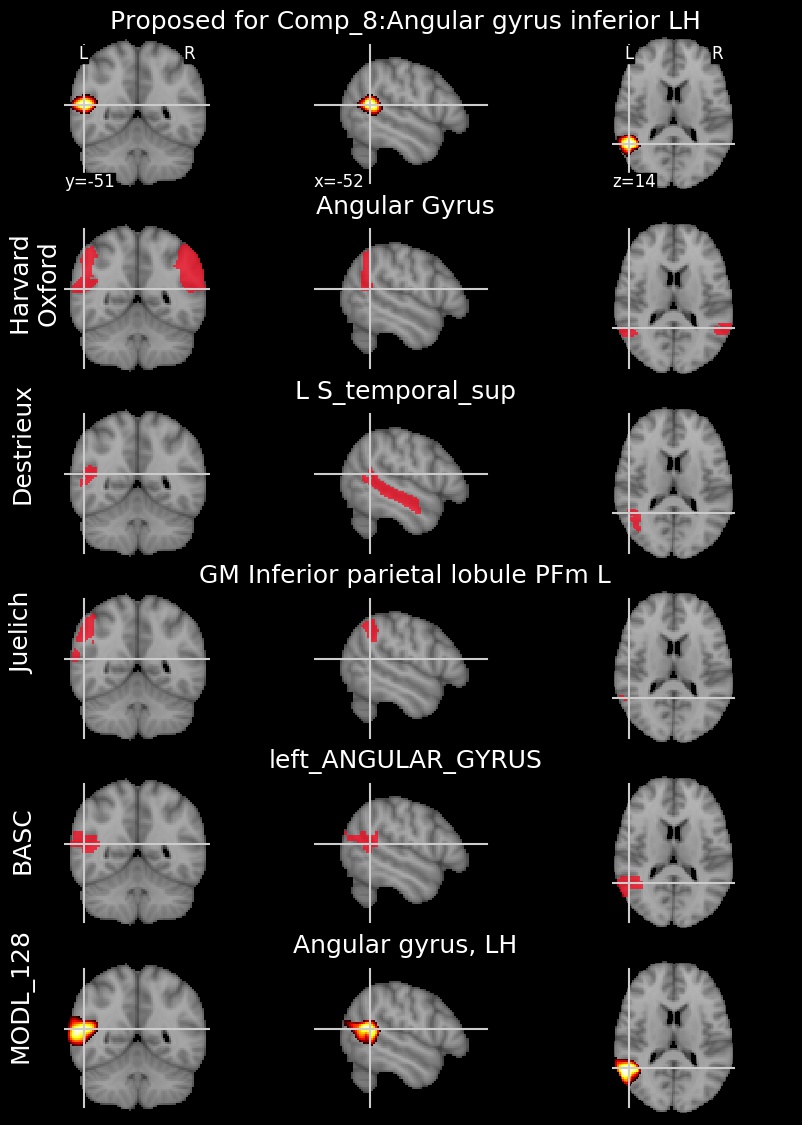 Proposed for Comp_8:Angular gyrus inferior LH
L R L R
y=-51 x=-52 z=14
Angular Gyrus
Harvard
Oxford
L S_temporal_sup
Destrieux
GM Inferior parietal lobule PFm L
Juelich
left_ANGULAR_GYRUS
BASC
Angular gyrus, LH
MODL_128